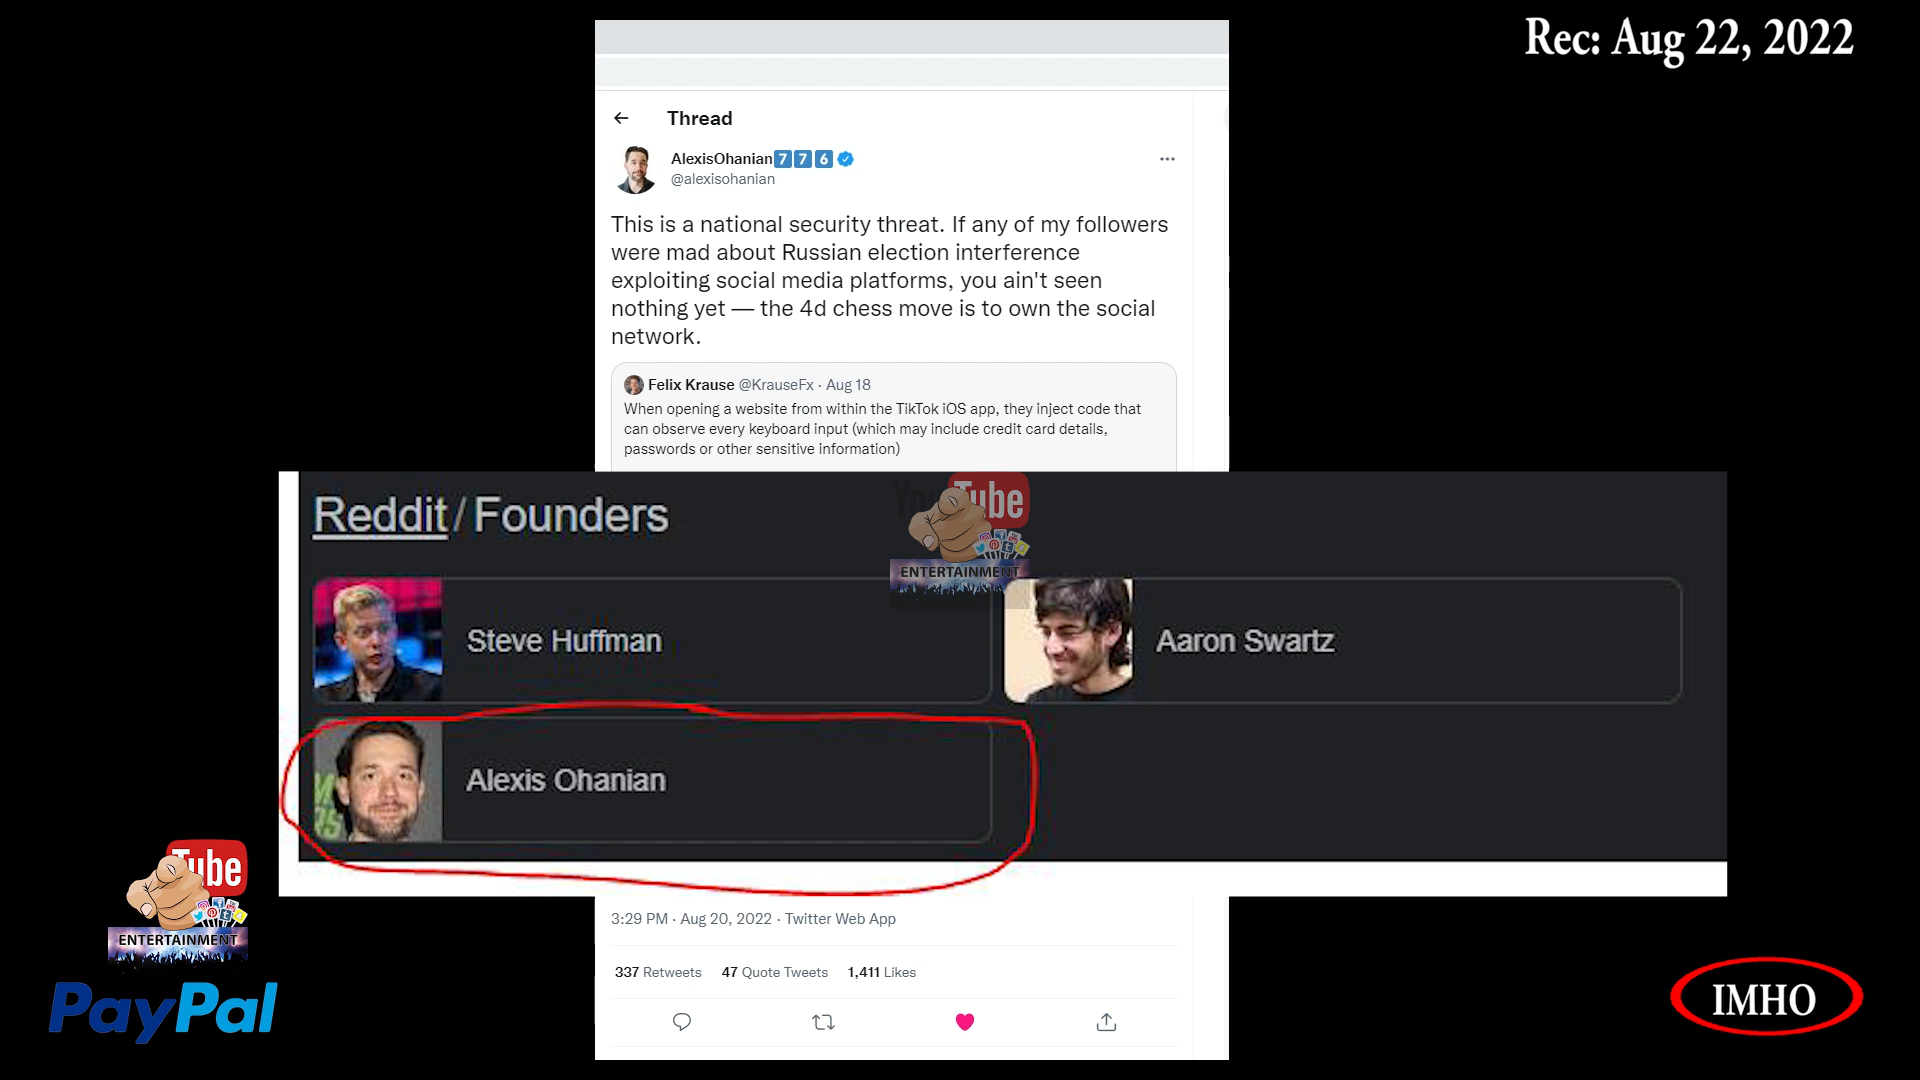 Rec: Aug 22, 2022
Thread
AlexisOhanian 7 7 6
@alexisohanian
This is a national security threat. If any of my followers
were mad about Russian election interference
exploiting social media platforms, you ain't seen
nothing yet — the 4d chess move is to own the social
network.
Felix Krause @KrauseFx · Aug 18
When opening a website from within the TikTok iOS app, they inject code that
can observe every keyboard input (which may include credit card details,
passwords or other sensitive information)
Reddit / Founders
YouTube
ENTERTAINMENT
Steve Huffman
Aaron Swartz
Alexis Ohanian
Tube
ENTERTAINMENT
PayPal
3:29 PM · Aug 20, 2022 · Twitter Web App
337 Retweets 47 Quote Tweets 1,411 Likes
IMHO